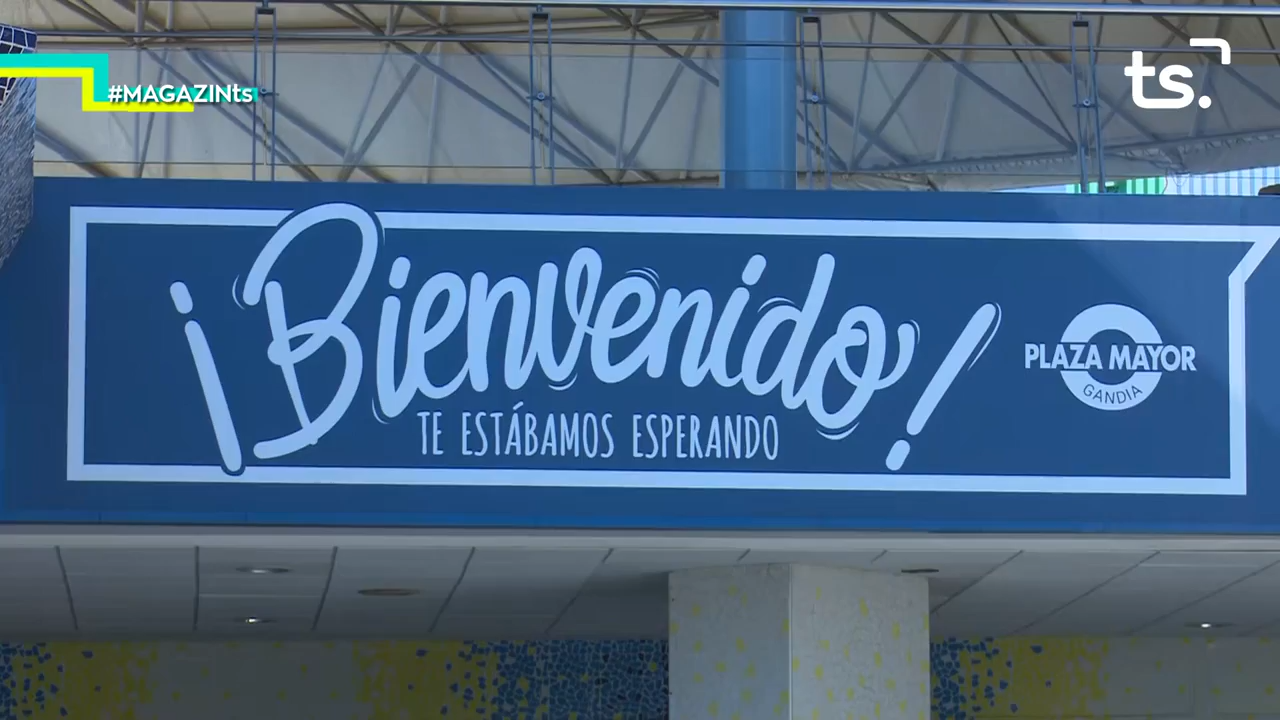 #MAGAZINts
ts.
¡Bienvenido!
TE ESTÁBAMOS ESPERANDO
PLAZA MAYOR
GANDIA